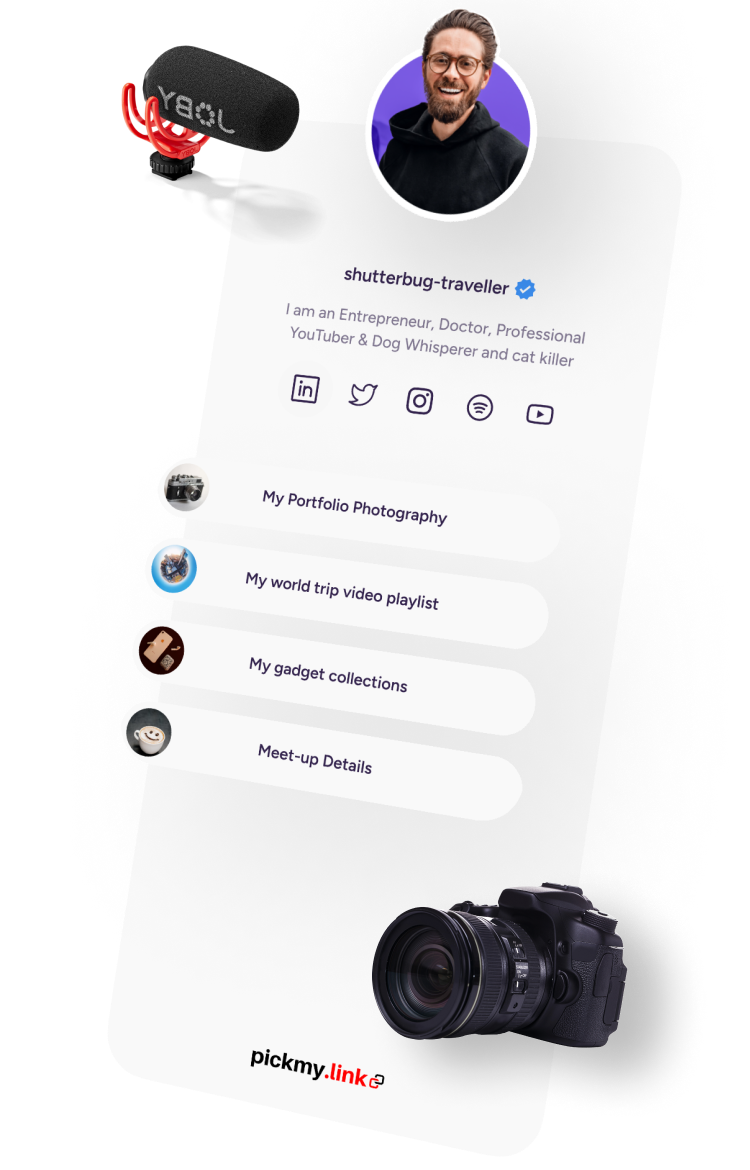 JOBY
shutterbug-traveller
I am an Entrepreneur, Doctor, Professional
YouTuber & Dog Whisperer and cat killer
in
My Portfolio Photography
My world trip video playlist
My gadget collections
Meet-up Details
pickmy.link